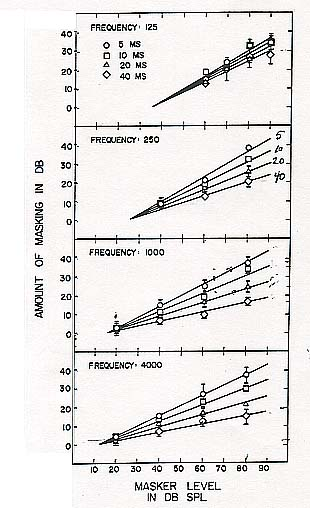 FREQUENCY: 125
40
30
20
10
0
5 MS
10 MS
20 MS
40 MS
FREQUENCY: 250
40
30
20
10
0
5
10
20
40
FREQUENCY: 1000
40
30
20
10
0
FREQUENCY: 4000
40
30
20
10
0
AMOUNT OF MASKING IN DB
10 20 30 40 50 60 70 80 90
MASKER LEVEL
IN DB SPL